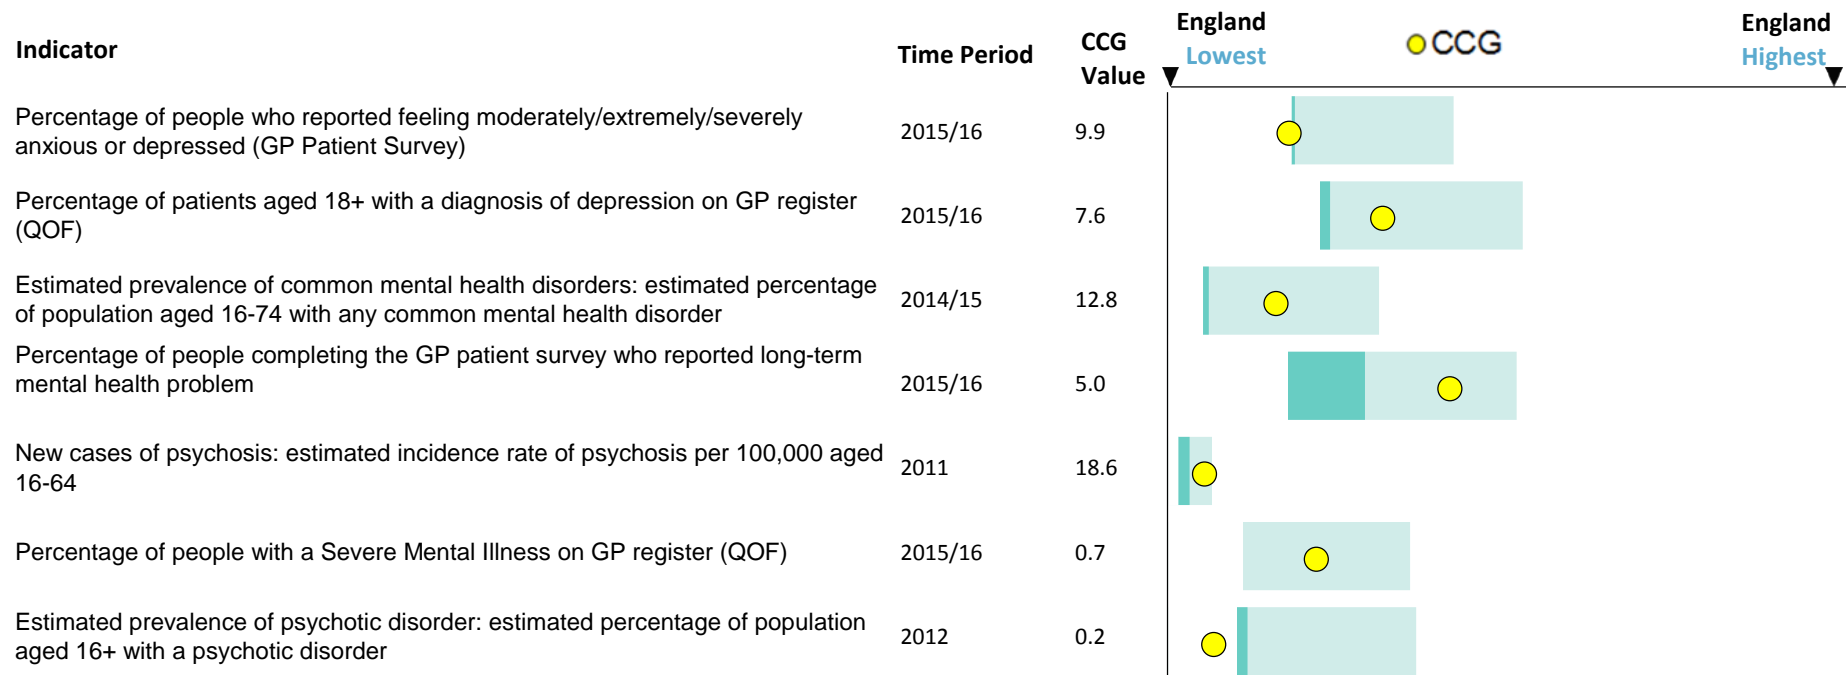 Indicator
Time Period
CCG
Value
England
Lowest
CCG
England
Highest
Percentage of people who reported feeling moderately/extremely/severely
anxious or depressed (GP Patient Survey)
2015/16
9.9
Percentage of patients aged 18+ with a diagnosis of depression on GP register
(QOF)
2015/16
7.6
Estimated prevalence of common mental health disorders: estimated percentage
of population aged 16-74 with any common mental health disorder
2014/15
12.8
Percentage of people completing the GP patient survey who reported long-term
mental health problem
2015/16
5.0
New cases of psychosis: estimated incidence rate of psychosis per 100,000 aged
16-64
2011
18.6
Percentage of people with a Severe Mental Illness on GP register (QOF)
2015/16
0.7
Estimated prevalence of psychotic disorder: estimated percentage of population
aged 16+ with a psychotic disorder
2012
0.2